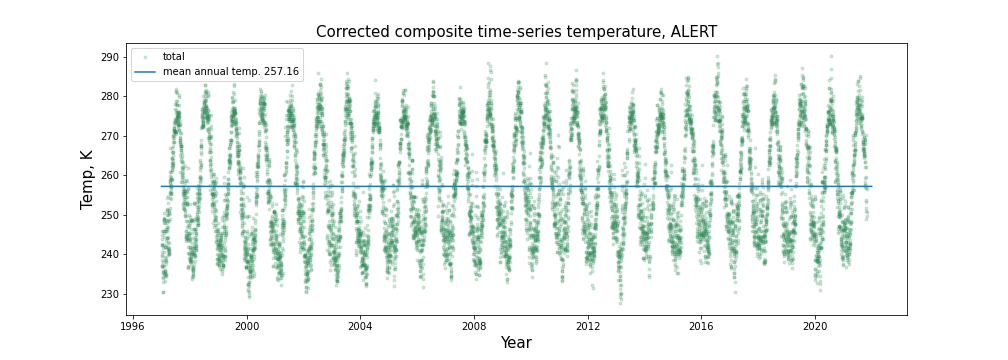 Corrected composite time-series temperature, ALERT
total
mean annual temp. 257.16
290
280
270
260
250
240
230
Temp, K
1996
2000
2004
2008
2012
2016
2020
Year